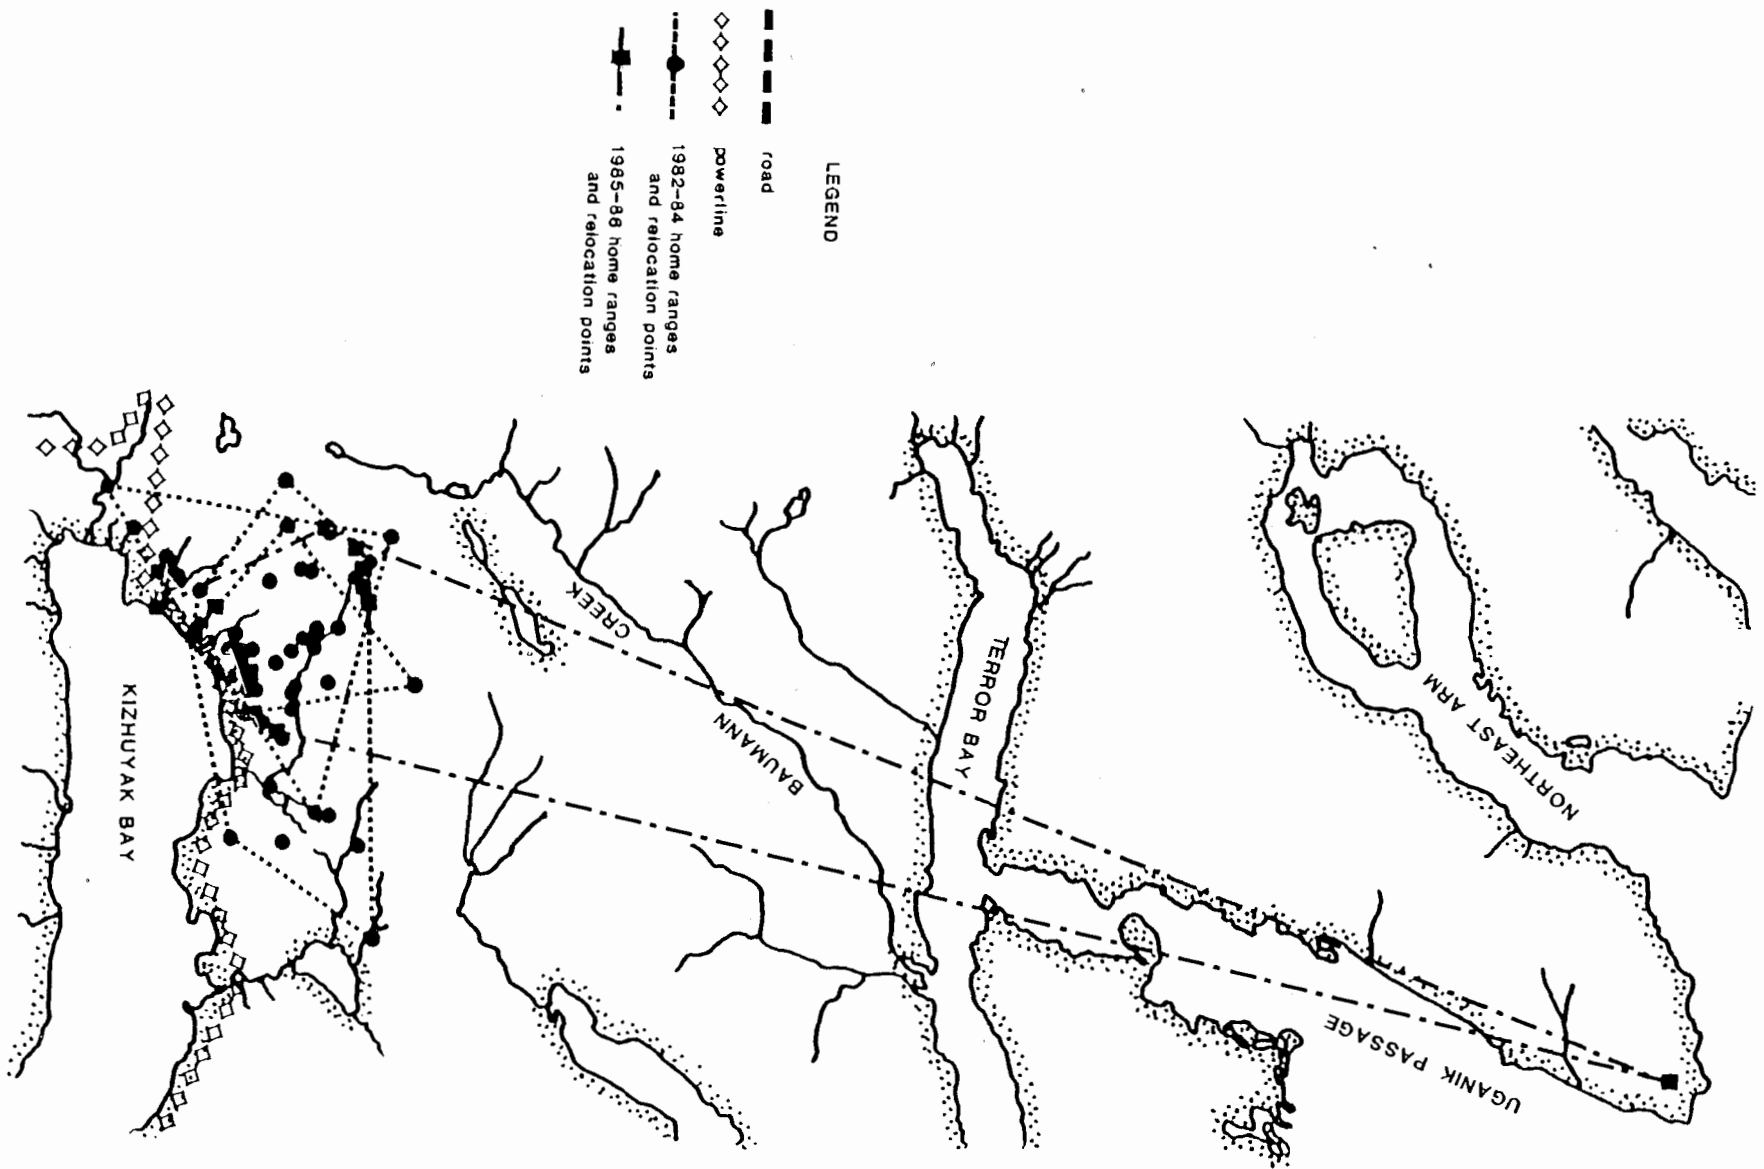 LEGEND
road
powerline
1982-84 home ranges
and relocation points
1985-86 home ranges
and relocation points
KIZHUYAK BAY
BAUMANN
CREEK
TERROR BAY
NORTHEAST ARM
UGANIK PASSAGE